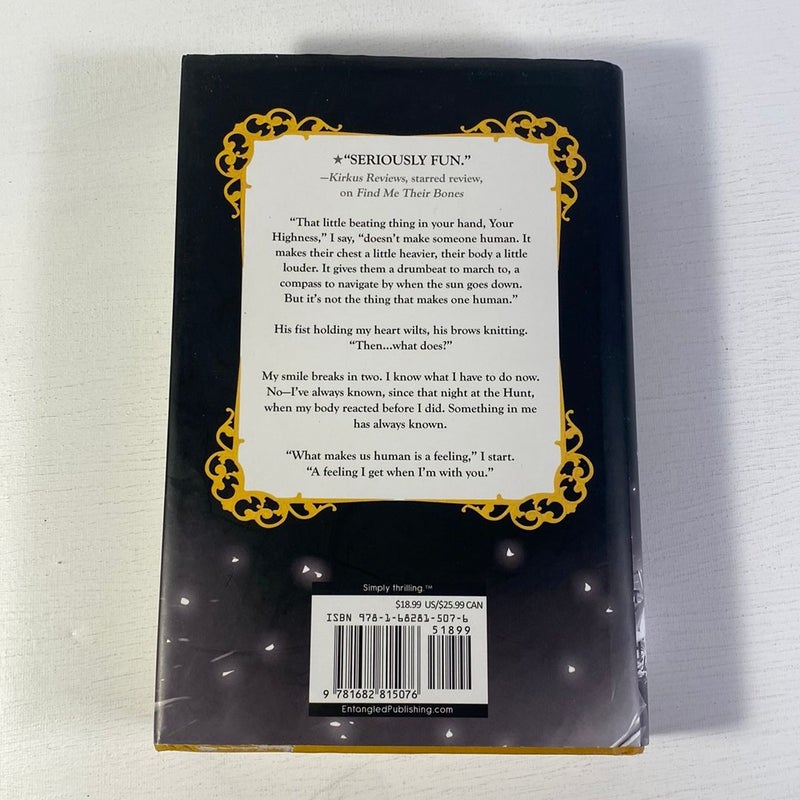 ★“SERIOUSLY FUN.”
—Kirkus Reviews, starred review,
on Find Me Their Bones
“That little beating thing in your hand, Your
Highness,” I say, “doesn’t make someone human. It
makes their chest a little heavier, their body a little
louder. It gives them a drumbeat to march to, a
compass to navigate by when the sun goes down.
But it’s not the thing that makes one human.”
His fist holding my heart wilts, his brows knitting.
“Then...what does?”
My smile breaks in two. I know what I have to do now.
No—I’ve always known, since that night at the Hunt,
when my body reacted before I did. Something in me
has always known.
“What makes us human is a feeling,” I start.
“A feeling I get when I’m with you.”
Simply thrilling.™
$18.99 US/$25.99 CAN
ISBN 978-1-68281-507-6
51899
9 781682 815076
EntangledPublishing.com